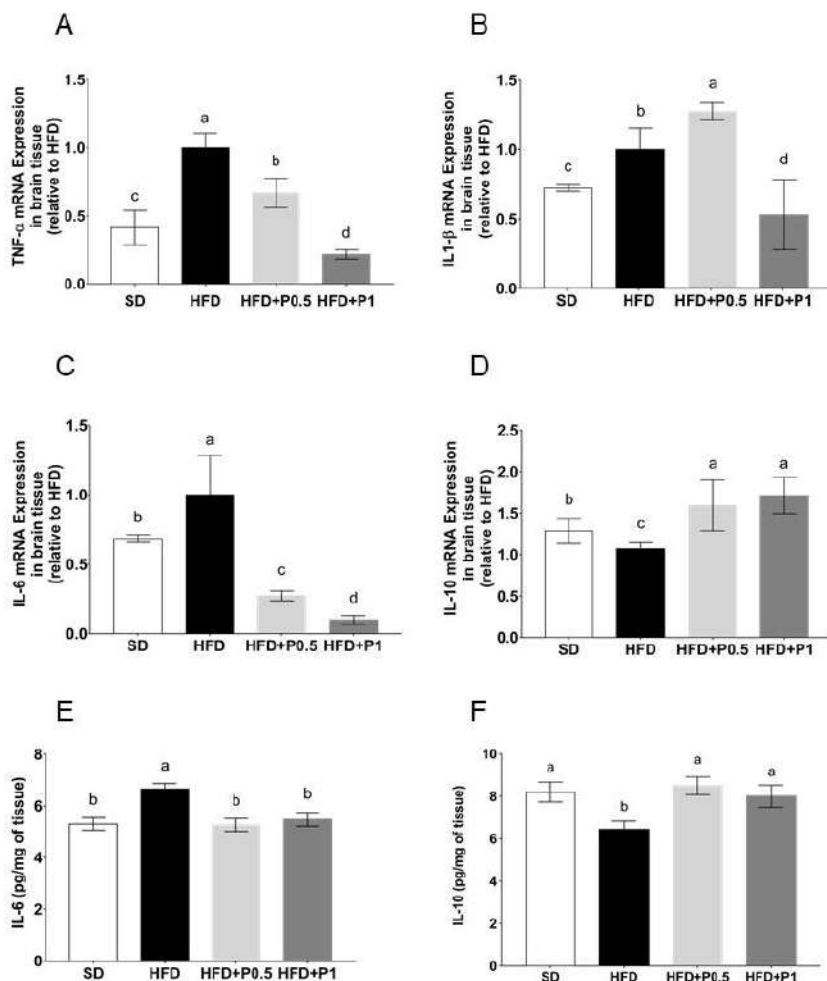 A
TNF-α mRNA Expression
in brain tissue
(relative to HFD)
1.5
1.0
0.5
0.0
a
b
c
d
SD HFD HFD+P0.5 HFD+P1
B
IL1-β mRNA Expression
in brain tissue
(relative to HFD)
1.5
1.0
0.5
0.0
a
b
c
d
SD HFD HFD+P0.5 HFD+P1
C
IL-6 mRNA Expression
in brain tissue
(relative to HFD)
1.5
1.0
0.5
0.0
a
b
c
d
SD HFD HFD+P0.5 HFD+P1
D
IL-10 mRNA Expression
in brain tissue
(relative to HFD)
2.5
2.0
1.5
1.0
0.5
0.0
b
c
a
a
SD HFD HFD+P0.5 HFD+P1
E
IL-6 (pg/mg of tissue)
8
6
4
2
0
b
a
b
b
SD HFD HFD+P0.5 HFD+P1
F
IL-10 (pg/mg of tissue)
10
8
6
4
2
0
a
b
a
a
SD HFD HFD+P0.5 HFD+P1